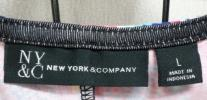 NY
&C NEW YORK & COMPANY
L
MADE IN
INDONESIA